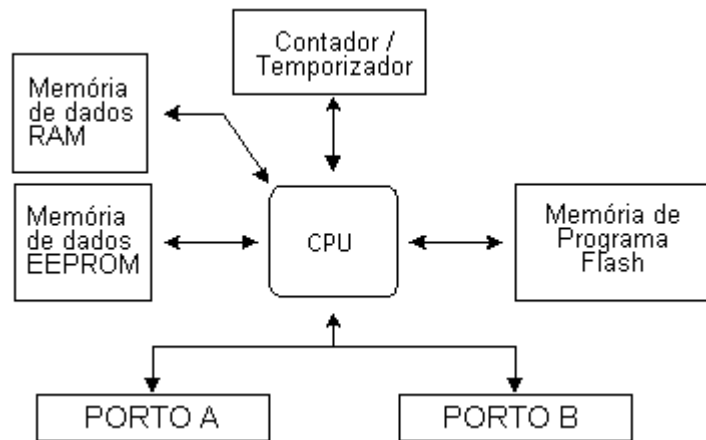 Contador /
Temporizador
Memória
de dados
RAM
Memória
de dados
EEPROM
CPU
Memória de
Programa
Flash
PORTO A
PORTO B